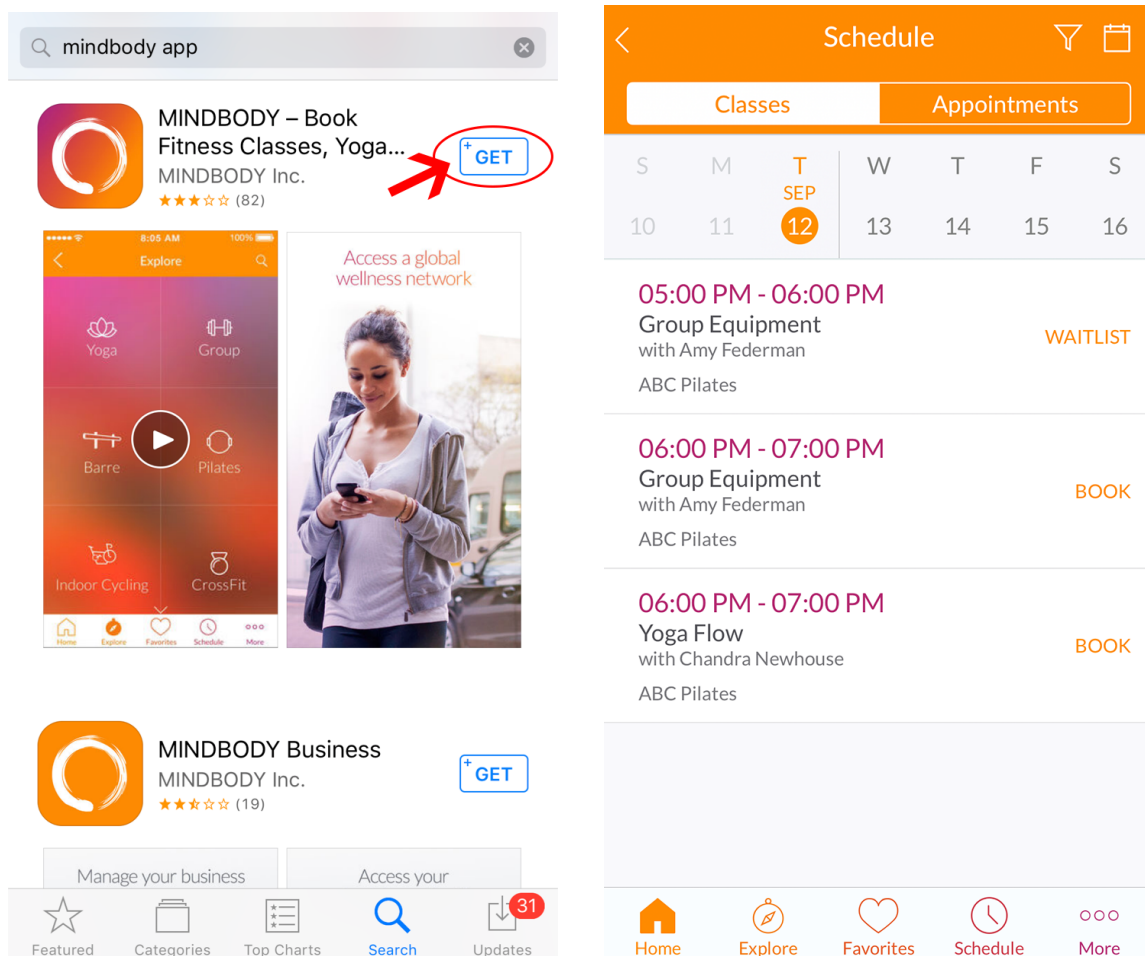 mindbody app
MINDBODY – Book
Fitness Classes, Yoga...
MINDBODY Inc.
(82)
+ GET
8:05 AM
100%
Explore
Yoga
Group
Barre
Pilates
Indoor Cycling
CrossFit
Home
Explore
Favorites
Schedule
More
Access a global
wellness network
MINDBODY Business
MINDBODY Inc.
(19)
+ GET
Manage your business
Access your
31
Featured
Categories
Top Charts
Search
Updates
Schedule
Classes
Appointments
S M T W T F S
SEP
10 11 12 13 14 15 16
05:00 PM - 06:00 PM
Group Equipment
with Amy Federman
WAITLIST
ABC Pilates
06:00 PM - 07:00 PM
Group Equipment
with Amy Federman
BOOK
ABC Pilates
06:00 PM - 07:00 PM
Yoga Flow
with Chandra Newhouse
BOOK
ABC Pilates
Home
Explore
Favorites
Schedule
More